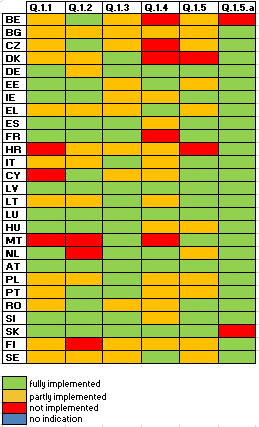 Q.1.1 Q.1.2 Q.1.3 Q.1.4 Q.1.5 Q.1.5.a
BE
BG
CZ
DK
DE
EE
IE
EL
ES
FR
HR
IT
CY
LV
LT
LU
HU
MT
NL
AT
PL
PT
RO
SI
SK
FI
SE
fully implemented
partly implemented
not implemented
no indication